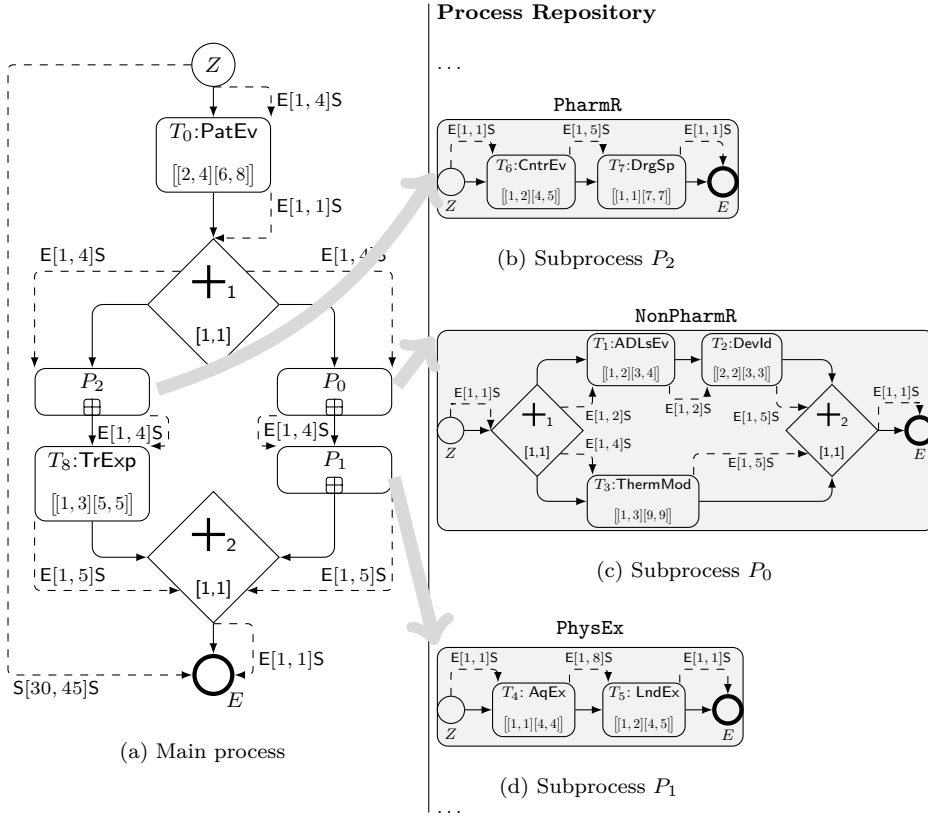 Z
E[1, 4]S
T0:PatEv
[[2, 4][6, 8]]
E[1, 1]S
E[1, 4]S
E[1, 4]S
+1
[1,1]
P2
P0
E[1, 4]S
E[1, 4]S
T8:TrExp
[[1, 3][5, 5]]
P1
+2
[1,1]
E[1, 5]S
E[1, 5]S
E[1, 1]S
S[30, 45]S
E
(a) Main process
Process Repository
...
PharmR
E[1, 1]S
E[1, 5]S
E[1, 1]S
T6:CntrEv
[[1, 2][4, 5]]
T7:DrgSp
[[1, 1][7, 7]]
Z
E
(b) Subprocess P2
NonPharmR
T1:ADLsEv
[[1, 2][3, 4]]
T2:DevId
[[2, 2][3, 3]]
E[1, 1]S
E[1, 1]S
E[1, 2]S
E[1, 2]S
E[1, 5]S
+1
[1,1]
+2
[1,1]
E[1, 4]S
E[1, 5]S
Z
E
T3:ThermMod
[[1, 3][9, 9]]
(c) Subprocess P0
PhysEx
E[1, 1]S
E[1, 8]S
E[1, 1]S
T4: AqEx
[[1, 1][4, 4]]
T5: LndEx
[[1, 2][4, 5]]
Z
E
(d) Subprocess P1
...